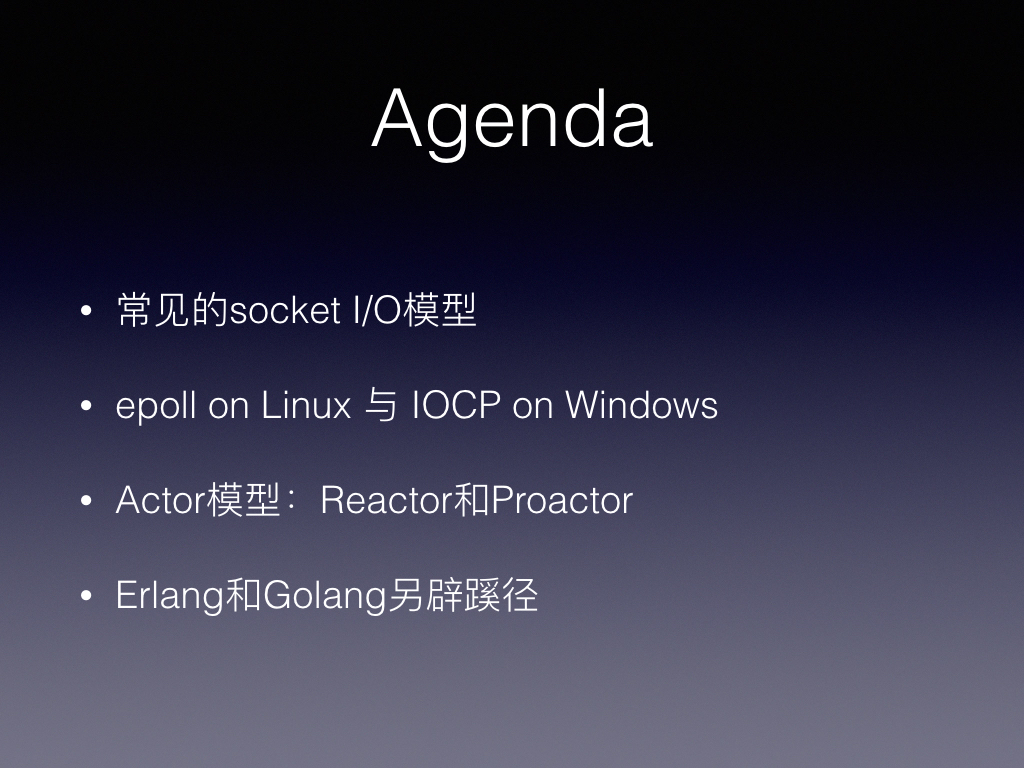 Agenda
• 常见的socket I/O模型
• epoll on Linux 与 IOCP on Windows
• Actor模型：Reactor和Proactor
• Erlang和Golang另辟蹊径